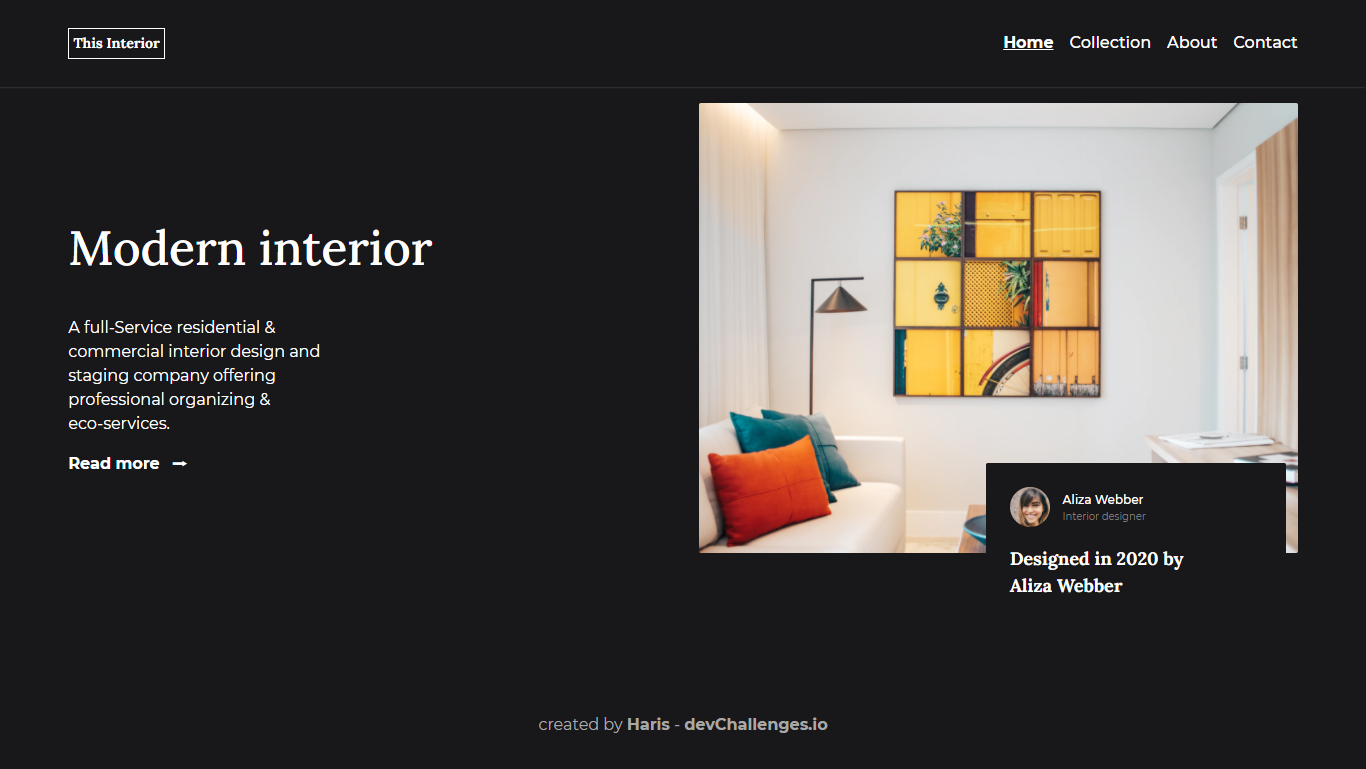 This Interior
Home Collection About Contact
Modern interior
A full-Service residential &
commercial interior design and
staging company offering
professional organizing &
eco-services.
Read more
Aliza Webber
Interior designer
Designed in 2020 by
Aliza Webber
created by Haris - devChallenges.io